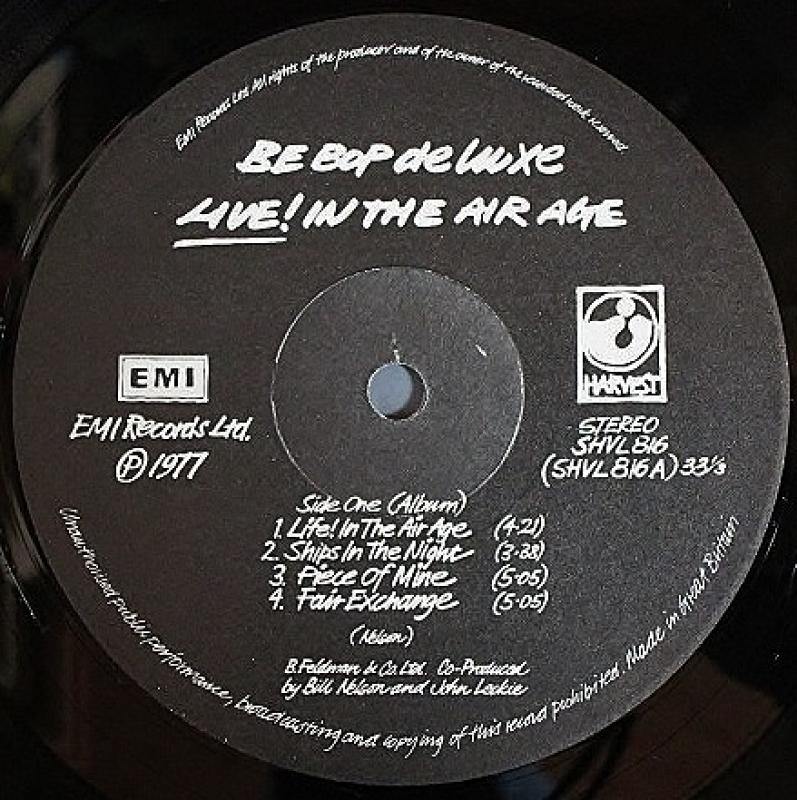 EMI Records Ltd. All rights of the producer and of the owner of the recorded work reserved
BE BOP deluxe
LIVE! IN THE AIR AGE
EMI
EMI Records Ltd.
Ⓟ 1977
HARVEST
STEREO
SHVL 816
(SHVL 816 A) 33⅓
Side One (Album)
1. Life! In The Air Age (4·21)
2. Ships In The Night (3·38)
3. Piece Of Mine (5·05)
4. Fair Exchange (5·05)
(Nelson)
B. Feldman & Co. Ltd. Co-Produced
by Bill Nelson and John Leckie
Unauthorised public performance, broadcasting and copying of this record prohibited. Made in Great Britain